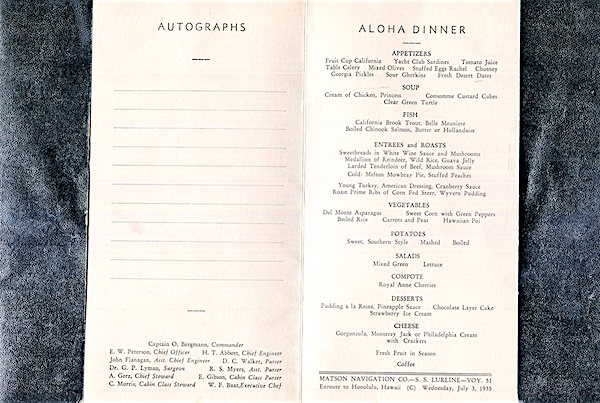 AUTOGRAPHS
Captain O. Bergmann, Commander
E. W. Peterson, Chief Officer H. T. Abbott, Chief Engineer
John Flanagan, Asst. Chief Engineer D. C. Walker, Purser
Dr. G. P. Lyman, Surgeon R. S. Myers, Asst. Purser
A. Gerz, Chief Steward E. Gibson, Cabin Class Purser
C. Morris, Cabin Class Steward W. F. Baat, Executive Chef
ALOHA DINNER
APPETIZERS
Fruit Cup California Yacht Club Sardines Tomato Juice
Table Celery Mixed Olives Stuffed Eggs Rachel Chutney
Georgia Pickles Sour Gherkins Fresh Desert Dates
SOUP
Cream of Chicken, Princess Consomme Custard Cubes
Clear Green Turtle
FISH
California Brook Trout, Belle Meuniere
Boiled Chinook Salmon, Butter or Hollandaise
ENTREES and ROASTS
Sweetbreads in White Wine Sauce and Mushrooms
Medallion of Reindeer, Wild Rice, Guava Jelly
Larded Tenderloin of Beef, Mushroom Sauce
Cold: Melton Mowbray Pie, Stuffed Peaches
Young Turkey, American Dressing, Cranberry Sauce
Roast Prime Ribs of Corn Fed Steer, Wyvern Pudding
VEGETABLES
Del Monte Asparagus Sweet Corn with Green Peppers
Boiled Rice Carrots and Peas Hawaiian Poi
POTATOES
Sweet, Southern Style Mashed Boiled
SALADS
Mixed Green Lettuce
COMPOTE
Royal Anne Cherries
DESSERTS
Pudding a la Reine, Pineapple Sauce Chocolate Layer Cake
Strawberry Ice Cream
CHEESE
Gorgonzola, Monterey Jack or Philadelphia Cream
with Crackers
Fresh Fruit in Season
Coffee
MATSON NAVIGATION CO.—S. S. LURLINE—VOY. 51
Enroute to Honolulu, Hawaii (C) Wednesday, July 3, 1935